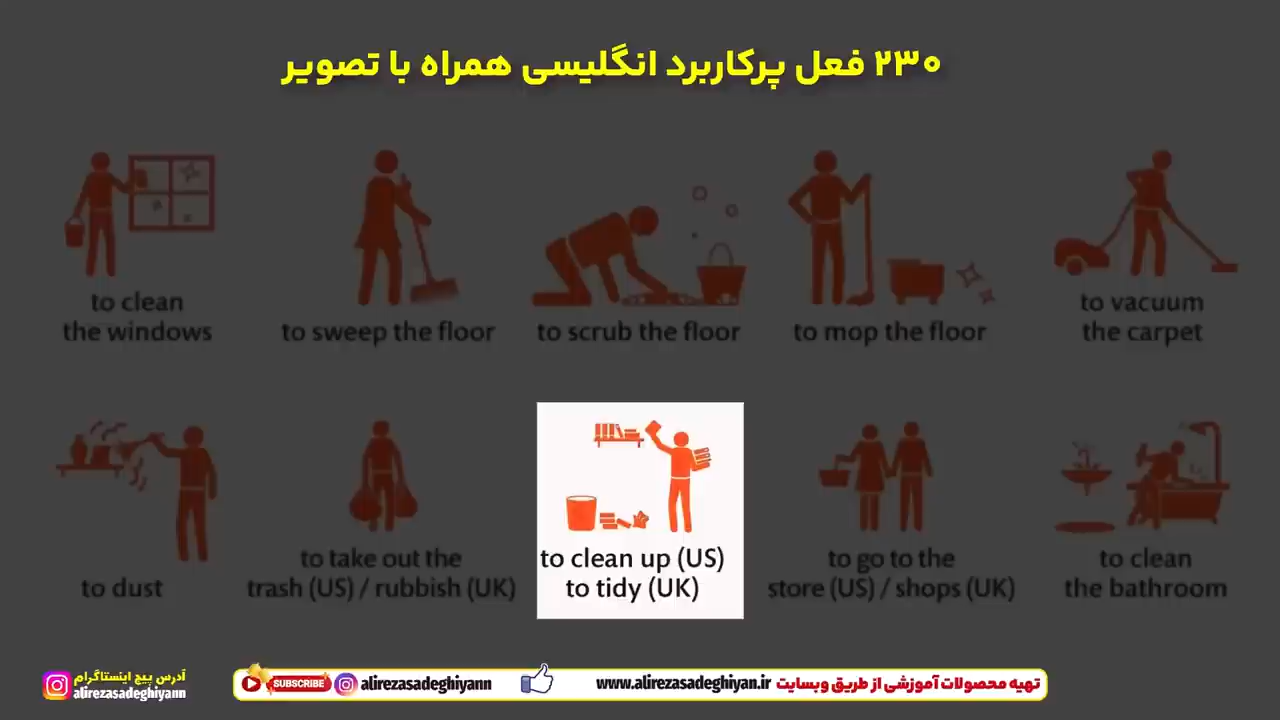 ۲۳۰ فعل پرکاربرد انگلیسی همراه با تصویر
to clean
the windows
to sweep the floor
to scrub the floor
to mop the floor
to vacuum
the carpet
to dust
to take out the
trash (US) / rubbish (UK)
to clean up (US)
to tidy (UK)
to go to the
store (US) / shops (UK)
to clean
the bathroom
آدرس پیج اینستاگرام
alirezasadeghiyann
SUBSCRIBE
alirezasadeghiyann
تهیه محصولات آموزشی از طریق وبسایت www.alirezasadeghiyan.ir